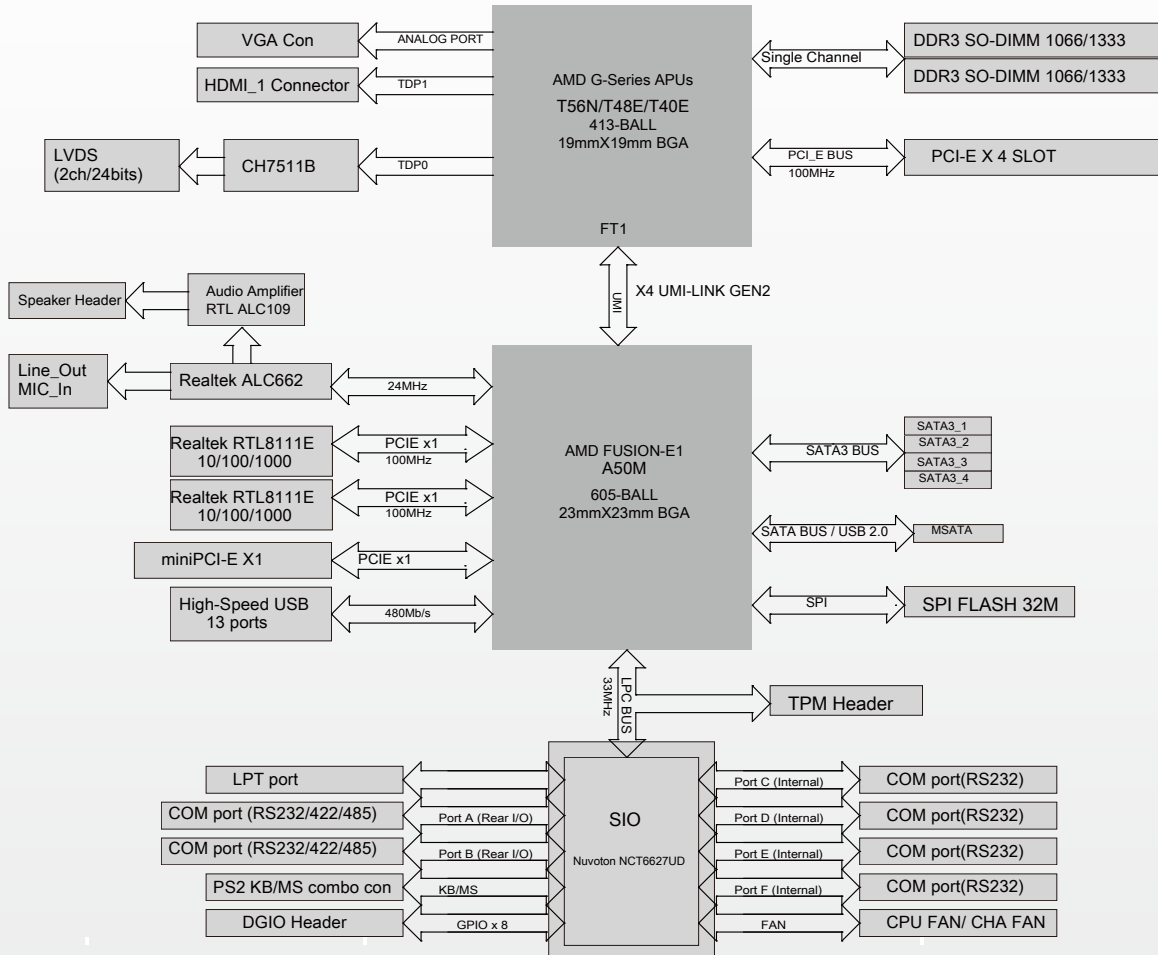 VGA Con
ANALOG PORT
HDMI_1 Connector
TDP1
LVDS
(2ch/24bits)
CH7511B
TDP0
AMD G-Series APUs
T56N/T48E/T40E
413-BALL
19mmX19mm BGA
FT1
Single Channel
DDR3 SO-DIMM 1066/1333
DDR3 SO-DIMM 1066/1333
PCI_E BUS
100MHz
PCI-E X 4 SLOT
UMI
X4 UMI-LINK GEN2
Speaker Header
Audio Amplifier
RTL ALC109
Line_Out
MIC_In
Realtek ALC662
24MHz
Realtek RTL8111E
10/100/1000
PCIE x1
100MHz
Realtek RTL8111E
10/100/1000
PCIE x1
100MHz
miniPCI-E X1
PCIE x1
High-Speed USB
13 ports
480Mb/s
AMD FUSION-E1
A50M
605-BALL
23mmX23mm BGA
SATA3 BUS
SATA3_1
SATA3_2
SATA3_3
SATA3_4
SATA BUS / USB 2.0
MSATA
SPI
SPI FLASH 32M
LPC BUS
33MHz
TPM Header
SIO
Nuvoton NCT6627UD
LPT port
COM port (RS232/422/485)
Port A (Rear I/O)
COM port (RS232/422/485)
Port B (Rear I/O)
PS2 KB/MS combo con
KB/MS
DGIO Header
GPIO x 8
Port C (Internal)
COM port(RS232)
Port D (Internal)
COM port(RS232)
Port E (Internal)
COM port(RS232)
Port F (Internal)
COM port(RS232)
FAN
CPU FAN/ CHA FAN